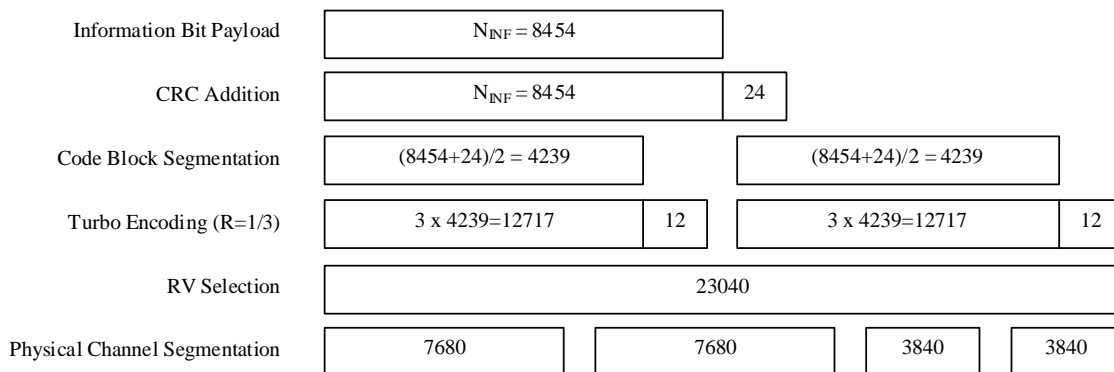 Information Bit Payload N_INF = 8454
CRC Addition N_INF = 8454 24
Code Block Segmentation (8454+24)/2 = 4239 (8454+24)/2 = 4239
Turbo Encoding (R=1/3) 3 x 4239=12717 12 3 x 4239=12717 12
RV Selection 23040
Physical Channel Segmentation 7680 7680 3840 3840